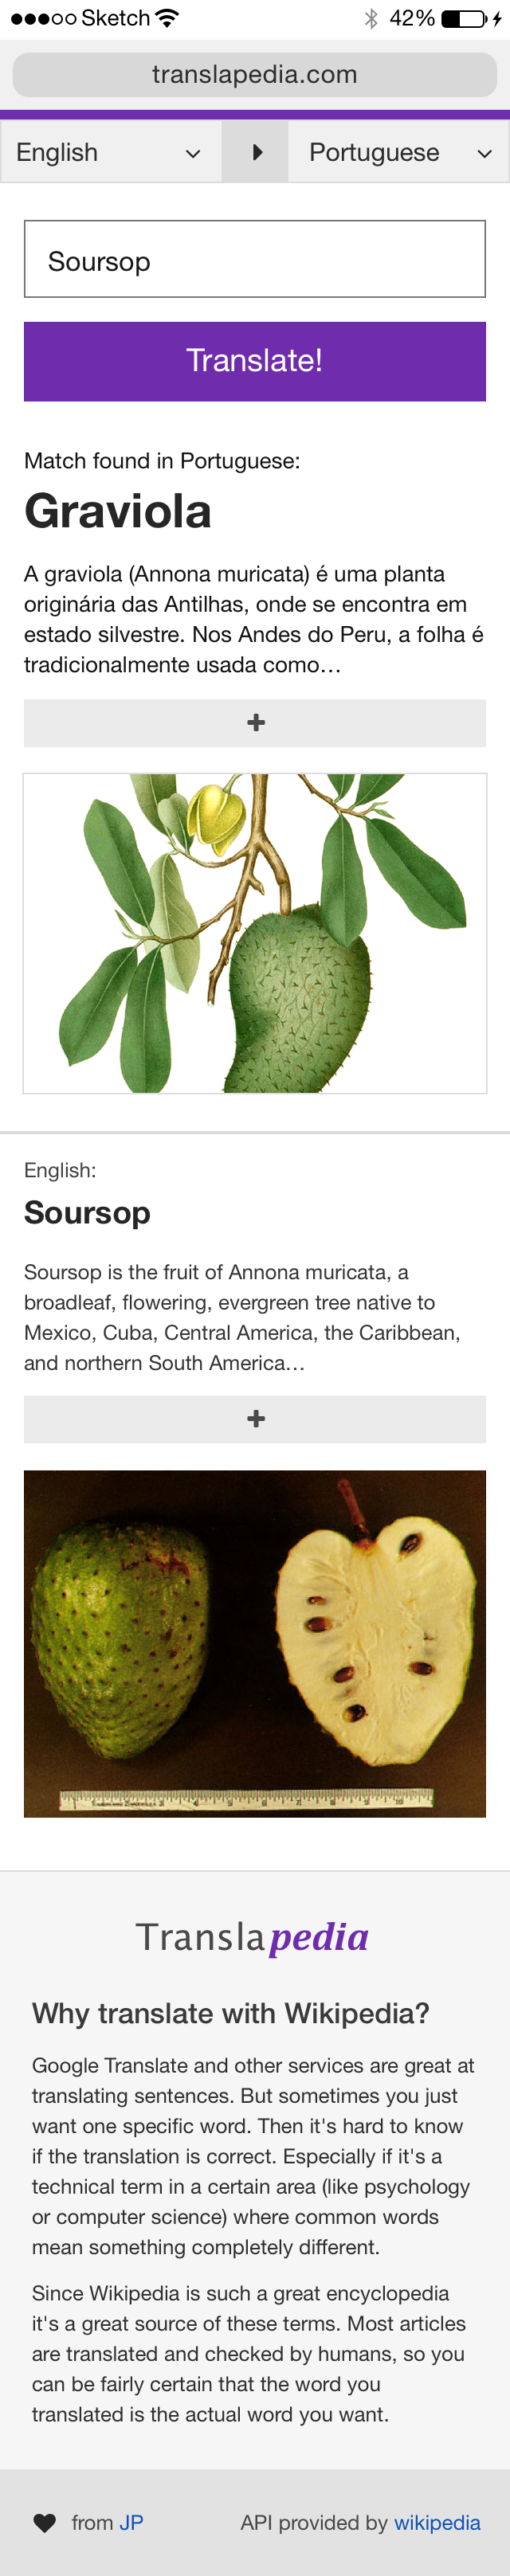 Sketch 42%
translapedia.com
English Portuguese
Soursop
Translate!
Match found in Portuguese:
Graviola
A graviola (Annona muricata) é uma planta
originária das Antilhas, onde se encontra em
estado silvestre. Nos Andes do Peru, a folha é
tradicionalmente usada como…
+
English:
Soursop
Soursop is the fruit of Annona muricata, a
broadleaf, flowering, evergreen tree native to
Mexico, Cuba, Central America, the Caribbean,
and northern South America…
+
Translapedia
Why translate with Wikipedia?
Google Translate and other services are great at
translating sentences. But sometimes you just
want one specific word. Then it's hard to know
if the translation is correct. Especially if it's a
technical term in a certain area (like psychology
or computer science) where common words
mean something completely different.
Since Wikipedia is such a great encyclopedia
it's a great source of these terms. Most articles
are translated and checked by humans, so you
can be fairly certain that the word you
translated is the actual word you want.
from JP API provided by wikipedia